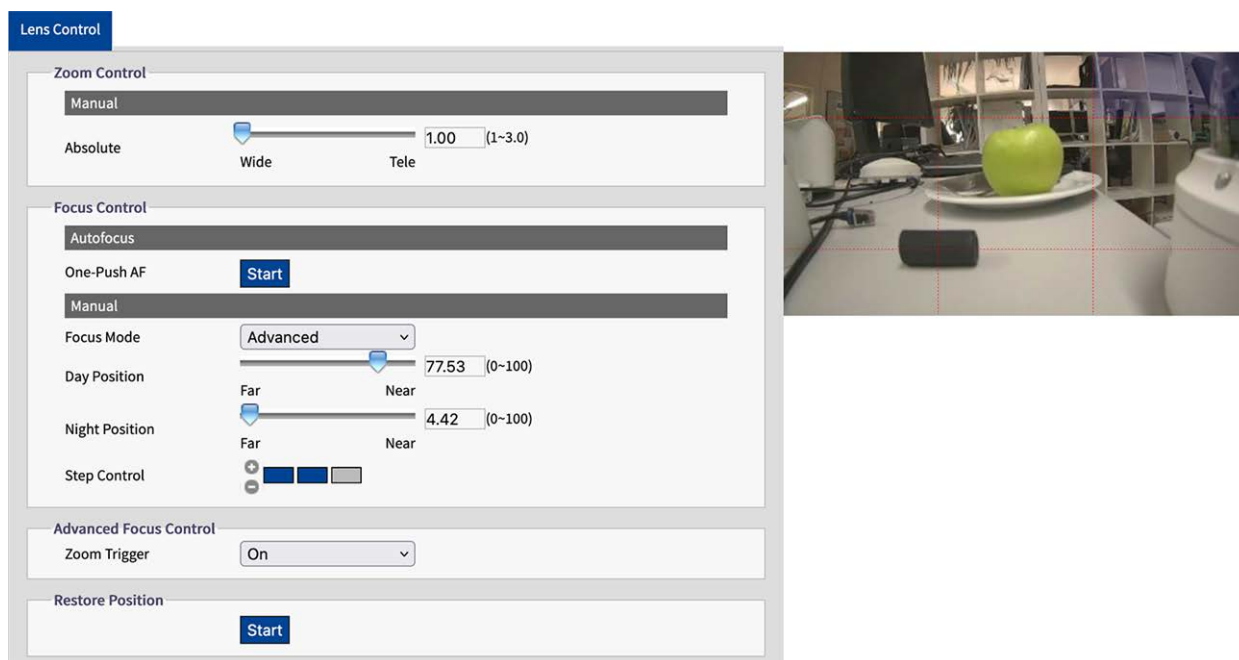 Lens Control
Zoom Control
Manual
Absolute
1.00 (1~3.0)
Wide Tele
Focus Control
Autofocus
One-Push AF Start
Manual
Focus Mode Advanced
Day Position
77.53 (0~100)
Far Near
Night Position
4.42 (0~100)
Far Near
Step Control
Advanced Focus Control
Zoom Trigger On
Restore Position
Start